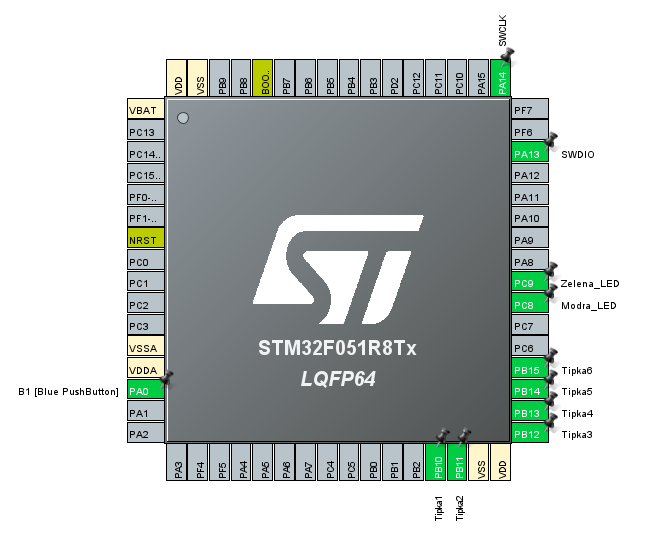 SWCLK
VDD
VSS
PB9
PB8
BOO..
PB7
PB6
PB5
PB4
PB3
PD2
PC12
PC11
PC10
PA15
PA14
VBAT
PC13
PC14..
PC15..
PF0-..
PF1-..
NRST
PC0
PC1
PC2
PC3
VSSA
VDDA
B1 [Blue PushButton] PA0
PA1
PA2
ST
STM32F051R8Tx
LQFP64
PF7
PF6
PA13 SWDIO
PA12
PA11
PA10
PA9
PA8
PC9 Zelena_LED
PC8 Modra_LED
PC7
PC6
PB15 Tipka6
PB14 Tipka5
PB13 Tipka4
PB12 Tipka3
PA3
PF4
PF5
PA4
PA5
PA6
PA7
PC4
PC5
PB0
PB1
PB2
PB10
PB11
VSS
VDD
Tipka1
Tipka2